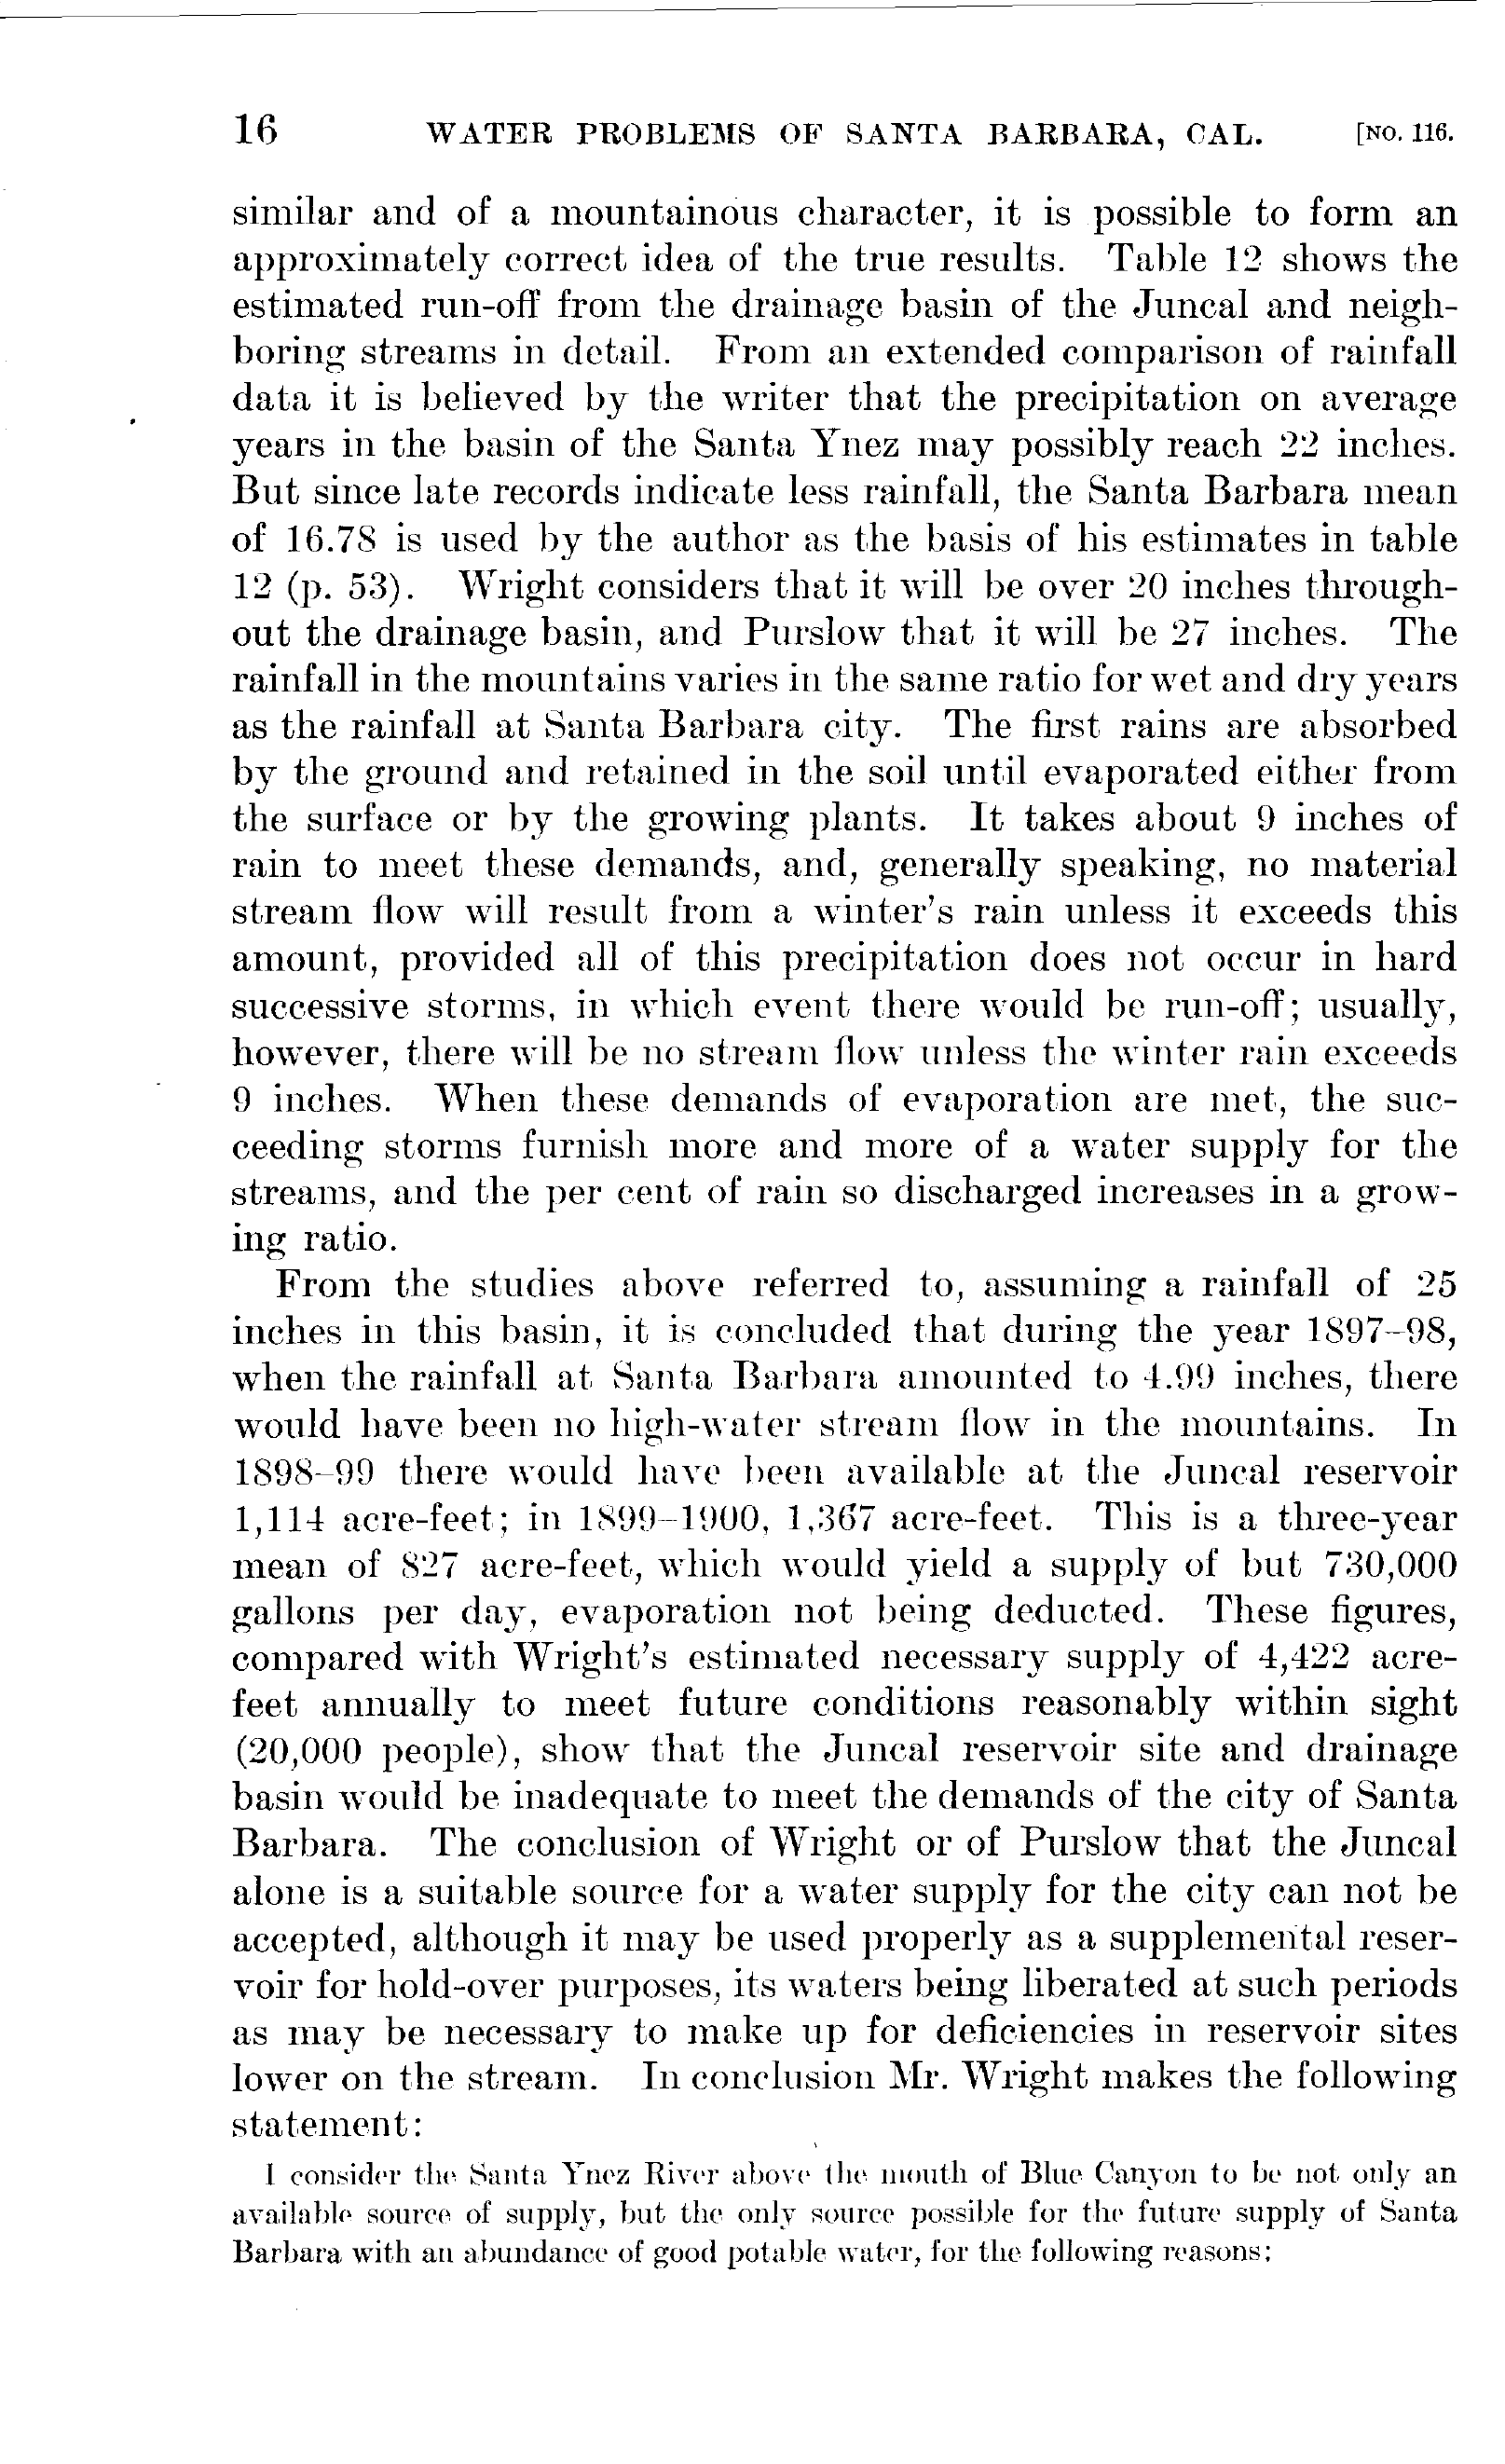 16 WATER PROBLEMS OF SANTA BARBARA, CAL. [NO. 116.
similar and of a mountainous character, it is possible to form an
approximately correct idea of the true results. Table 12 shows the
estimated run-off from the drainage basin of the Juncal and neigh-
boring streams in detail. From an extended comparison of rainfall
data it is believed by the writer that the precipitation on average
years in the basin of the Santa Ynez may possibly reach 22 inches.
But since late records indicate less rainfall, the Santa Barbara mean
of 16.78 is used by the author as the basis of his estimates in table
12 (p. 53). Wright considers that it will be over 20 inches through-
out the drainage basin, and Purslow that it will be 27 inches. The
rainfall in the mountains varies in the same ratio for wet and dry years
as the rainfall at Santa Barbara city. The first rains are absorbed
by the ground and retained in the soil until evaporated either from
the surface or by the growing plants. It takes about 9 inches of
rain to meet these demands, and, generally speaking, no material
stream flow will result from a winter's rain unless it exceeds this
amount, provided all of this precipitation does not occur in hard
successive storms, in which event there would be run-off; usually,
however, there will be no stream flow unless the winter rain exceeds
9 inches. When these demands of evaporation are met, the suc-
ceeding storms furnish more and more of a water supply for the
streams, and the per cent of rain so discharged increases in a grow-
ing ratio.
From the studies above referred to, assuming a rainfall of 25
inches in this basin, it is concluded that during the year 1897–98,
when the rainfall at Santa Barbara amounted to 4.99 inches, there
would have been no high-water stream flow in the mountains. In
1898–99 there would have been available at the Juncal reservoir
1,114 acre-feet; in 1899–1900, 1,367 acre-feet. This is a three-year
mean of 827 acre-feet, which would yield a supply of but 730,000
gallons per day, evaporation not being deducted. These figures,
compared with Wright's estimated necessary supply of 4,422 acre-
feet annually to meet future conditions reasonably within sight
(20,000 people), show that the Juncal reservoir site and drainage
basin would be inadequate to meet the demands of the city of Santa
Barbara. The conclusion of Wright or of Purslow that the Juncal
alone is a suitable source for a water supply for the city can not be
accepted, although it may be used properly as a supplemental reser-
voir for hold-over purposes, its waters being liberated at such periods
as may be necessary to make up for deficiencies in reservoir sites
lower on the stream. In conclusion Mr. Wright makes the following
statement:
I consider the Santa Ynez River above the mouth of Blue Canyon to be not only an
available source of supply, but the only source possible for the future supply of Santa
Barbara with an abundance of good potable water, for the following reasons: